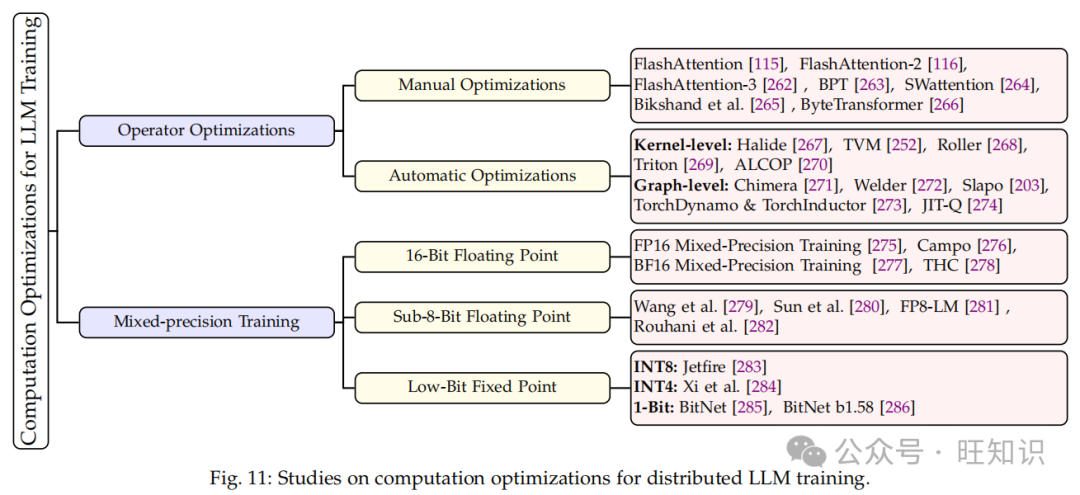 Computation Optimizations for LLM Training
Operator Optimizations
Manual Optimizations
FlashAttention [115], FlashAttention-2 [116],
FlashAttention-3 [262] , BPT [263], SWattention [264],
Bikshand et al. [265] , ByteTransformer [266]
Automatic Optimizations
Kernel-level: Halide [267], TVM [252], Roller [268],
Triton [269], ALCOP [270]
Graph-level: Chimera [271], Welder [272], Slapo [203],
TorchDynamo & TorchInductor [273], JIT-Q [274]
Mixed-precision Training
16-Bit Floating Point
FP16 Mixed-Precision Training [275], Campo [276],
BF16 Mixed-Precision Training [277], THC [278]
Sub-8-Bit Floating Point
Wang et al. [279], Sun et al. [280], FP8-LM [281] ,
Rouhani et al. [282]
Low-Bit Fixed Point
INT8: Jetfire [283]
INT4: Xi et al. [284]
1-Bit: BitNet [285], BitNet b1.58 [286]
公众号 · 旺知识
Fig. 11: Studies on computation optimizations for distributed LLM training.